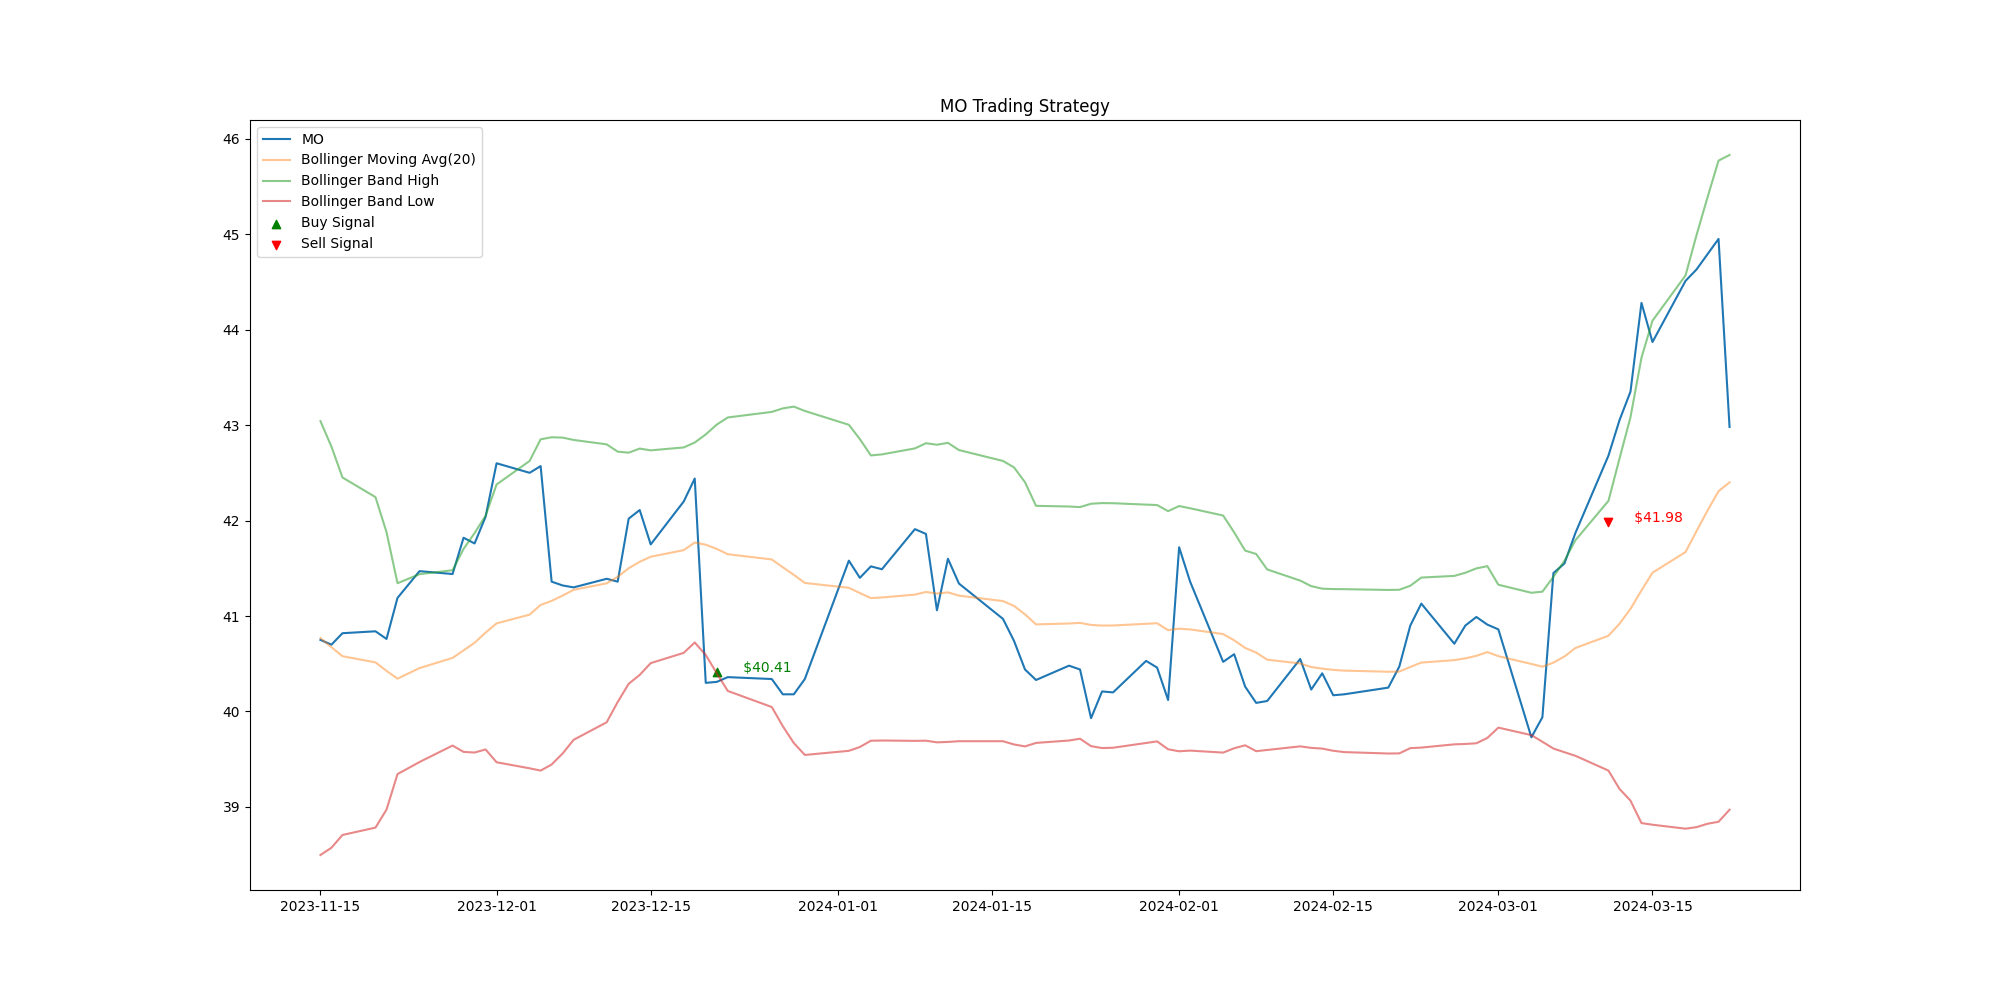 MO Trading Strategy
46
45
44
43
42
41
40
39
MO
Bollinger Moving Avg(20)
Bollinger Band High
Bollinger Band Low
Buy Signal
Sell Signal
$41.98
$40.41
2023-11-15 2023-12-01 2023-12-15 2024-01-01 2024-01-15 2024-02-01 2024-02-15 2024-03-01 2024-03-15